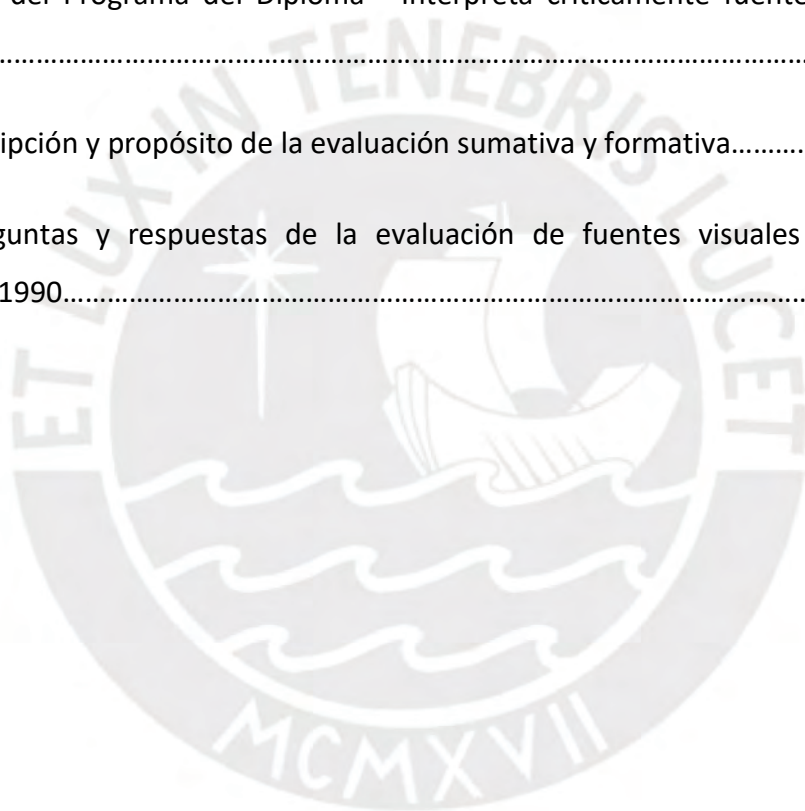 del Programa del Diploma - Interpreta críticamente
…………………………………………………………………………………………
ipción y propósito de la evaluación sumativa y formativa……….
guntas y respuestas de la evaluación de fuentes visuales
1990……………………………………………………………………………………
ET LUX IN TENEBRIS LUCET
MCMXVII